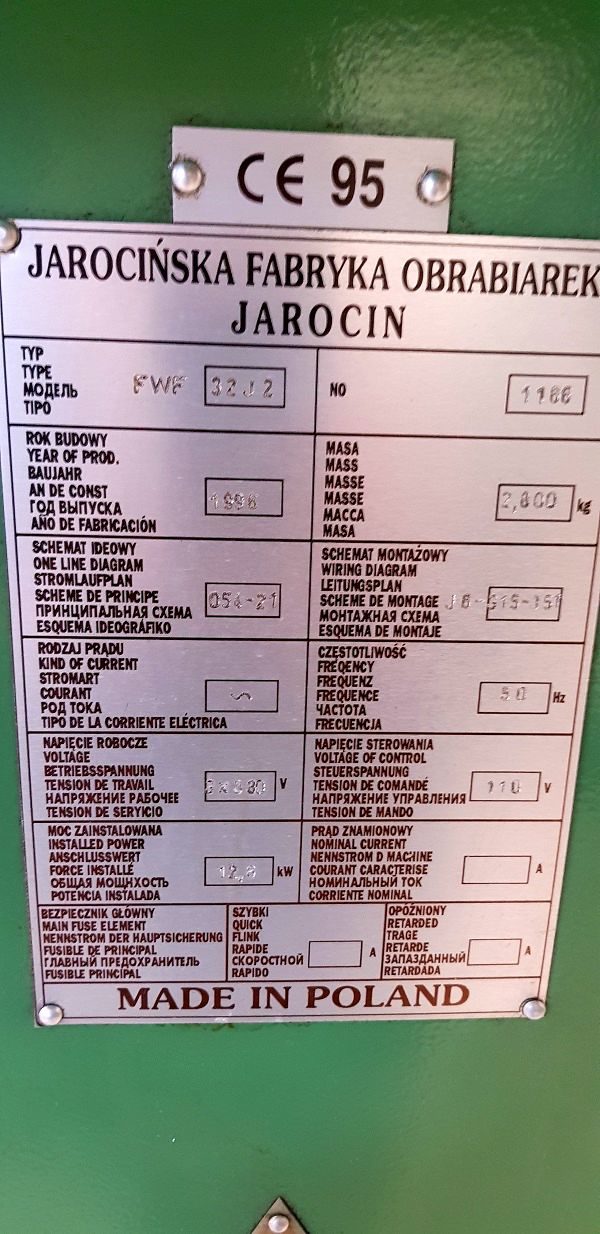 CE 95
JAROCIŃSKA FABRYKA OBRABIAREK
JAROCIN
TYP
TYPE
МОДЕЛЬ
TIPO
FWF 32J2
NO
1166
ROK BUDOWY
YEAR OF PROD.
BAUJAHR
AN DE CONST
ГОД ВЫПУСКА
AÑO DE FABRICACIÓN
1996
MASA
MASS
MASSE
MASSE
МАССА
MASA
2,800 kg
SCHEMAT IDEOWY
ONE LINE DIAGRAM
STROMLAUFPLAN
SCHEME DE PRINCIPE
ПРИНЦИПАЛЬНАЯ СХЕМА
ESQUEMA IDEOGRÁFIKO
054-21
SCHEMAT MONTAŻOWY
WIRING DIAGRAM
LEITUNGSPLAN
SCHEME DE MONTAGE
МОНТАЖНАЯ СХЕМА
ESQUEMA DE MONTAJE
RODZAJ PRĄDU
KIND OF CURRENT
STROMART
COURANT
РОД ТОКА
TIPO DE LA CORRIENTE ELÉCTRICA
~
CZĘSTOTLIWOŚĆ
FREQENCY
FREQUENZ
FREQUENCE
ЧАСТОТА
FRECUENCJA
50 Hz
NAPIĘCIE ROBOCZE
VOLTAGE
BETRIEBSSPANNUNG
TENSION DE TRAVAIL
НАПРЯЖЕНИЕ РАБОЧЕЕ
TENSION DE SERYICIO
V
NAPIĘCIE STEROWANIA
VOLTAGE OF CONTROL
STEUERSPANNUNG
TENSION DE COMANDÉ
НАПРЯЖЕНИЕ УПРАВЛЕНИЯ
TENSION DE MANDO
110 V
MOC ZAINSTALOWANA
INSTALLED POWER
ANSCHLUSSWERT
FORCE INSTALLÉ
ОБЩАЯ МОЩНХОСТЬ
POTENCIA INSTALADA
kW
PRĄD ZNAMIONOWY
NOMINAL CURRENT
NENNSTROM D MACHINE
COURANT CARACTERISE
НОМИНАЛЬНЫЙ ТОК
CORRIENTE NOMINAL
A
BEZPIECZNIK GŁÓWNY
MAIN FUSE ELEMENT
NENNSTROM DER HAUPTSICHERUNG
FUSIBLE DE PRINCIPAL
ГЛАВНЫЙ ПРЕДОХРАНИТЕЛЬ
FUSIBLE PRINCIPAL
SZYBKI
QUICK
FLINK
RAPIDE
СКОРОСТНОЙ
RAPIDO
A
OPÓŹNIONY
RETARDED
TRAGE
RETARDE
ЗАПАЗДАННЫЙ
RETARDADA
A
MADE IN POLAND